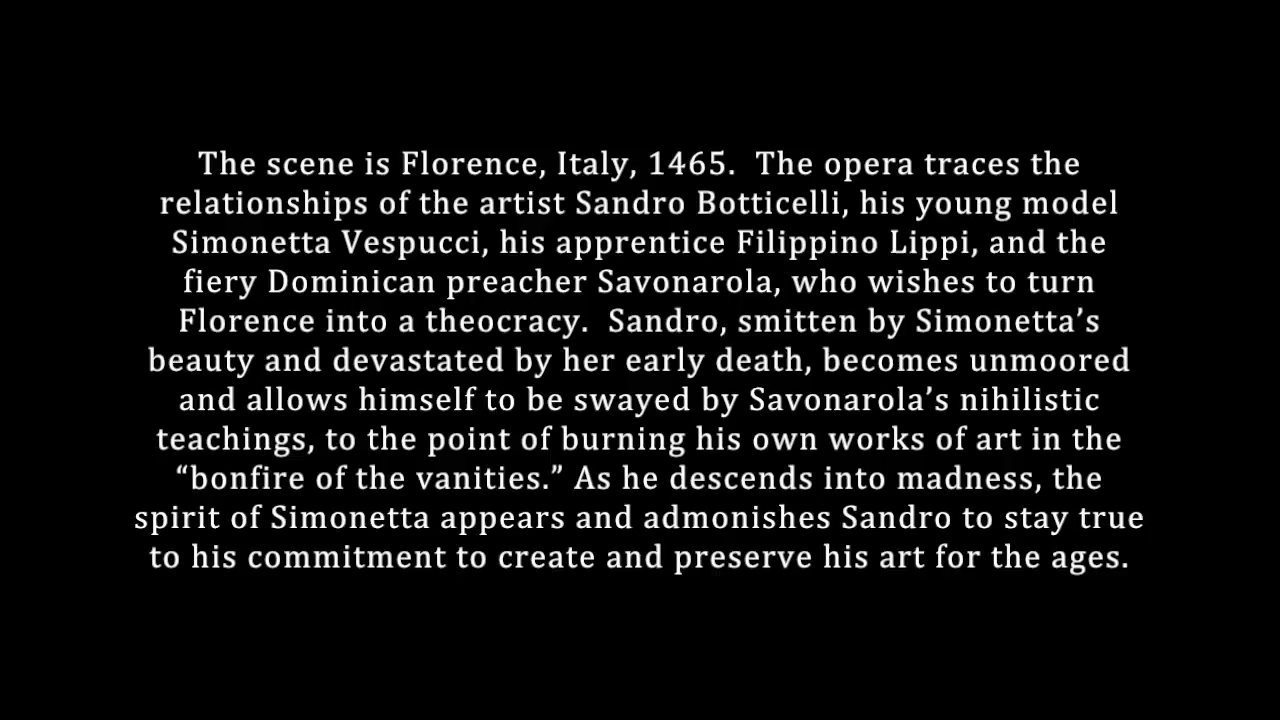 The scene is Florence, Italy, 1465.  The opera traces the
relationships of the artist Sandro Botticelli, his young model
Simonetta Vespucci, his apprentice Filippino Lippi, and the
fiery Dominican preacher Savonarola, who wishes to turn
Florence into a theocracy.  Sandro, smitten by Simonetta’s
beauty and devastated by her early death, becomes unmoored
and allows himself to be swayed by Savonarola’s nihilistic
teachings, to the point of burning his own works of art in the
“bonfire of the vanities.” As he descends into madness, the
spirit of Simonetta appears and admonishes Sandro to stay true
to his commitment to create and preserve his art for the ages.